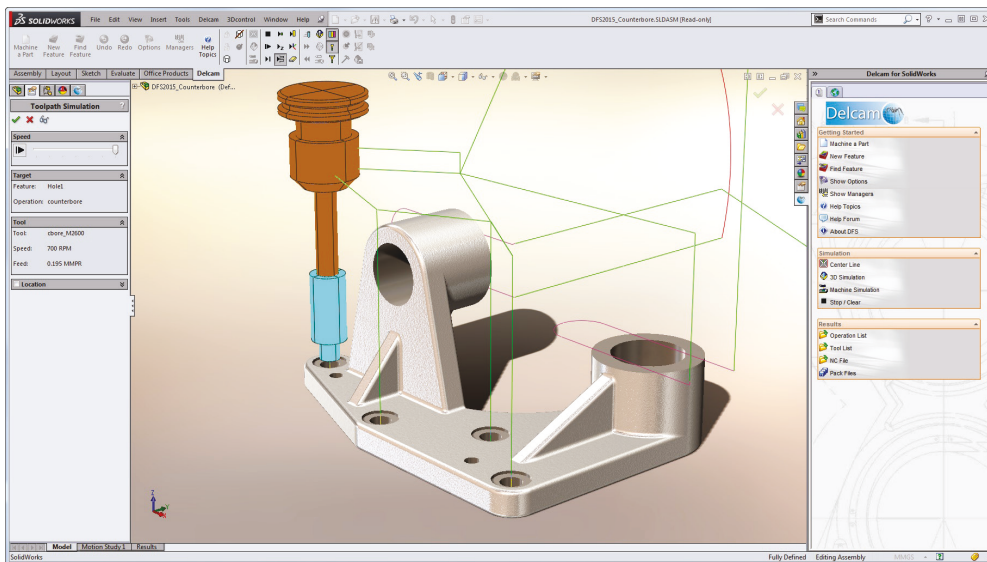 SOLIDWORKS File Edit View Insert Tools Delcam 3Dcontrol Window Help DFS2015_Counterbore.SLDASM [Read-only] Search Commands
Machine a Part
New Feature
Find Feature
Undo
Redo
Options
Managers
Help Topics
Assembly Layout Sketch Evaluate Office Products Delcam
DFS2015_Counterbore (Def...
Toolpath Simulation ?
Speed
Target
Feature: Hole1
Operation: counterbore
Tool
Tool: cbore_M2600
Speed: 700 RPM
Feed: 0.195 MMPR
Location
Z
Y
X
Delcam for SolidWorks
Delcam
Getting Started
Machine a Part
New Feature
Find Feature
Show Options
Show Managers
Help Topics
Help Forum
About DFS
Simulation
Center Line
3D Simulation
Machine Simulation
Stop / Clear
Results
Operation List
Tool List
NC File
Pack Files
Model Motion Study 1 Results
SolidWorks Fully Defined Editing Assembly MMGS